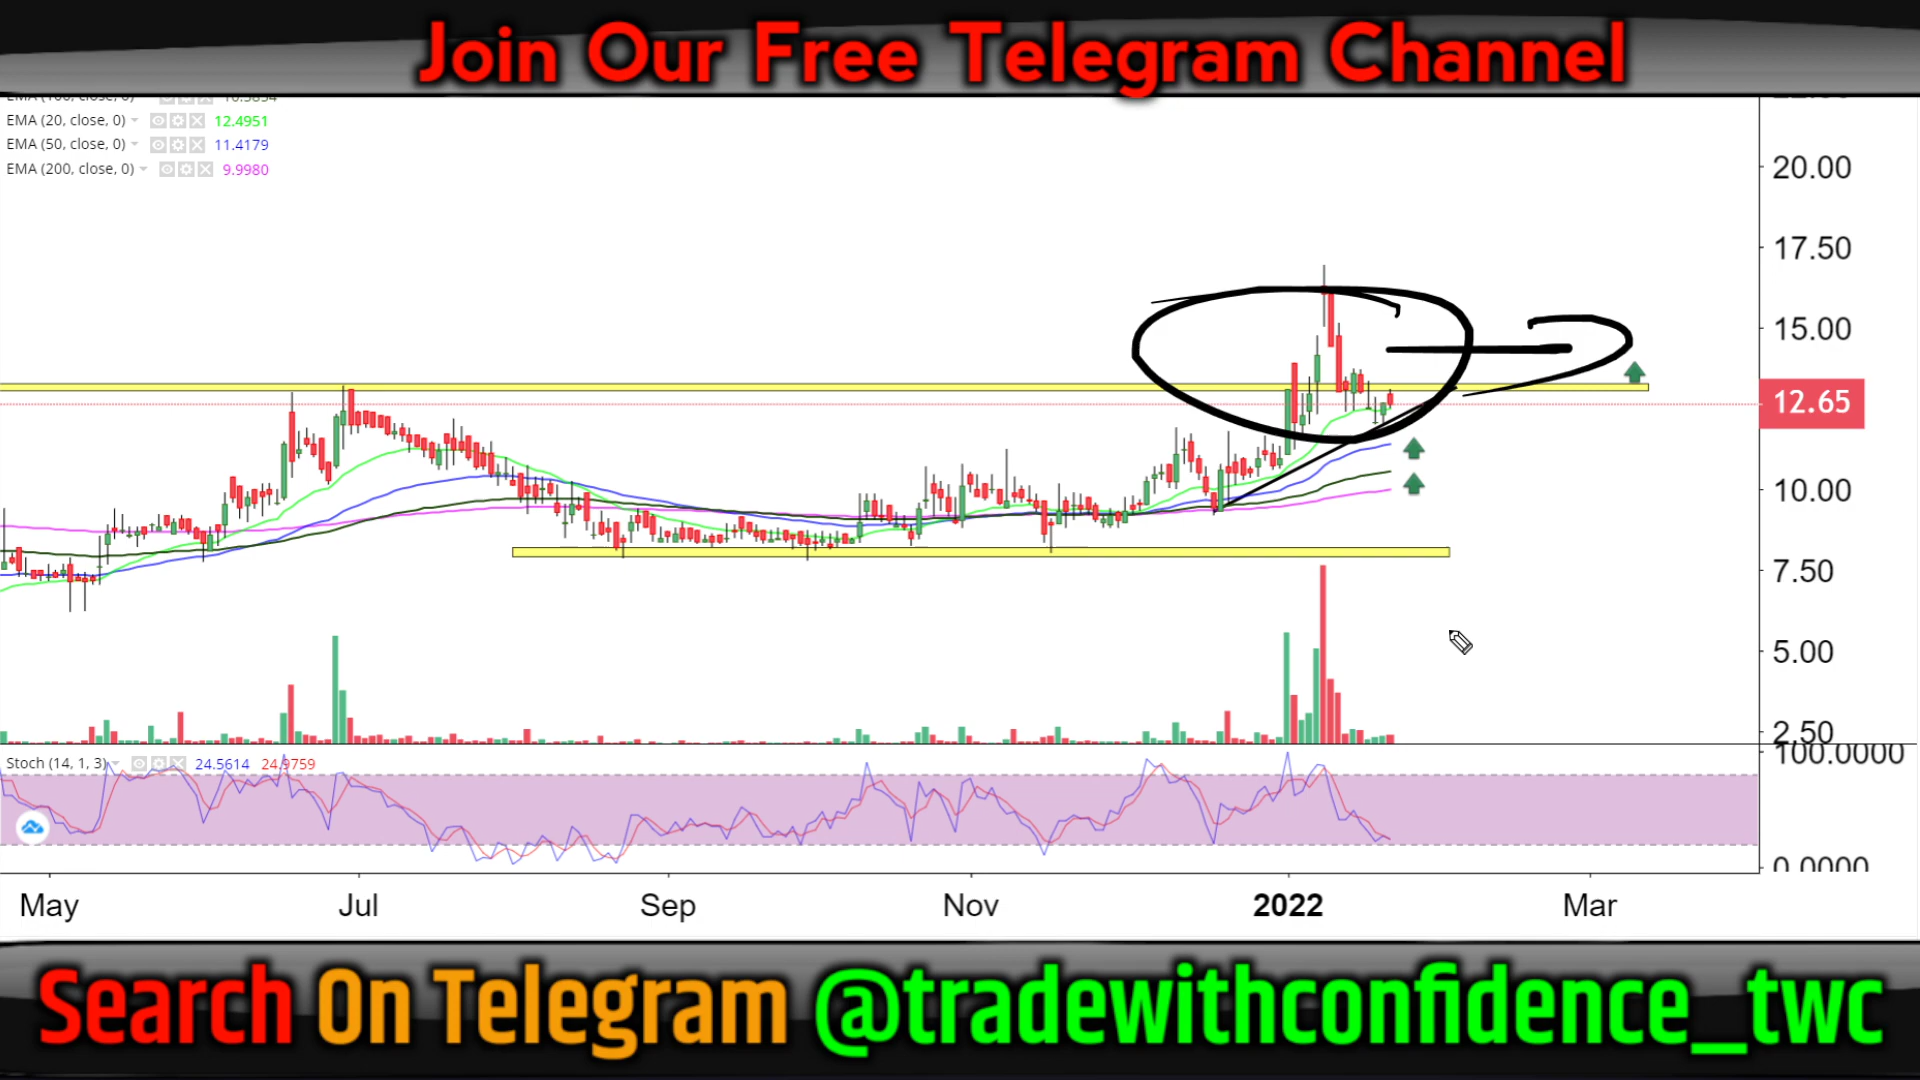 Join Our Free Telegram Channel
EMA (20, close, 0) 12.4951
EMA (50, close, 0) 11.4179
EMA (200, close, 0) 9.9980
20.00
17.50
15.00
12.65
10.00
7.50
5.00
2.50
100.0000
Stoch (14, 1, 3) 24.5614 24.9759
0.0000
May Jul Sep Nov 2022 Mar
Search On Telegram @tradewithconfidence_twc